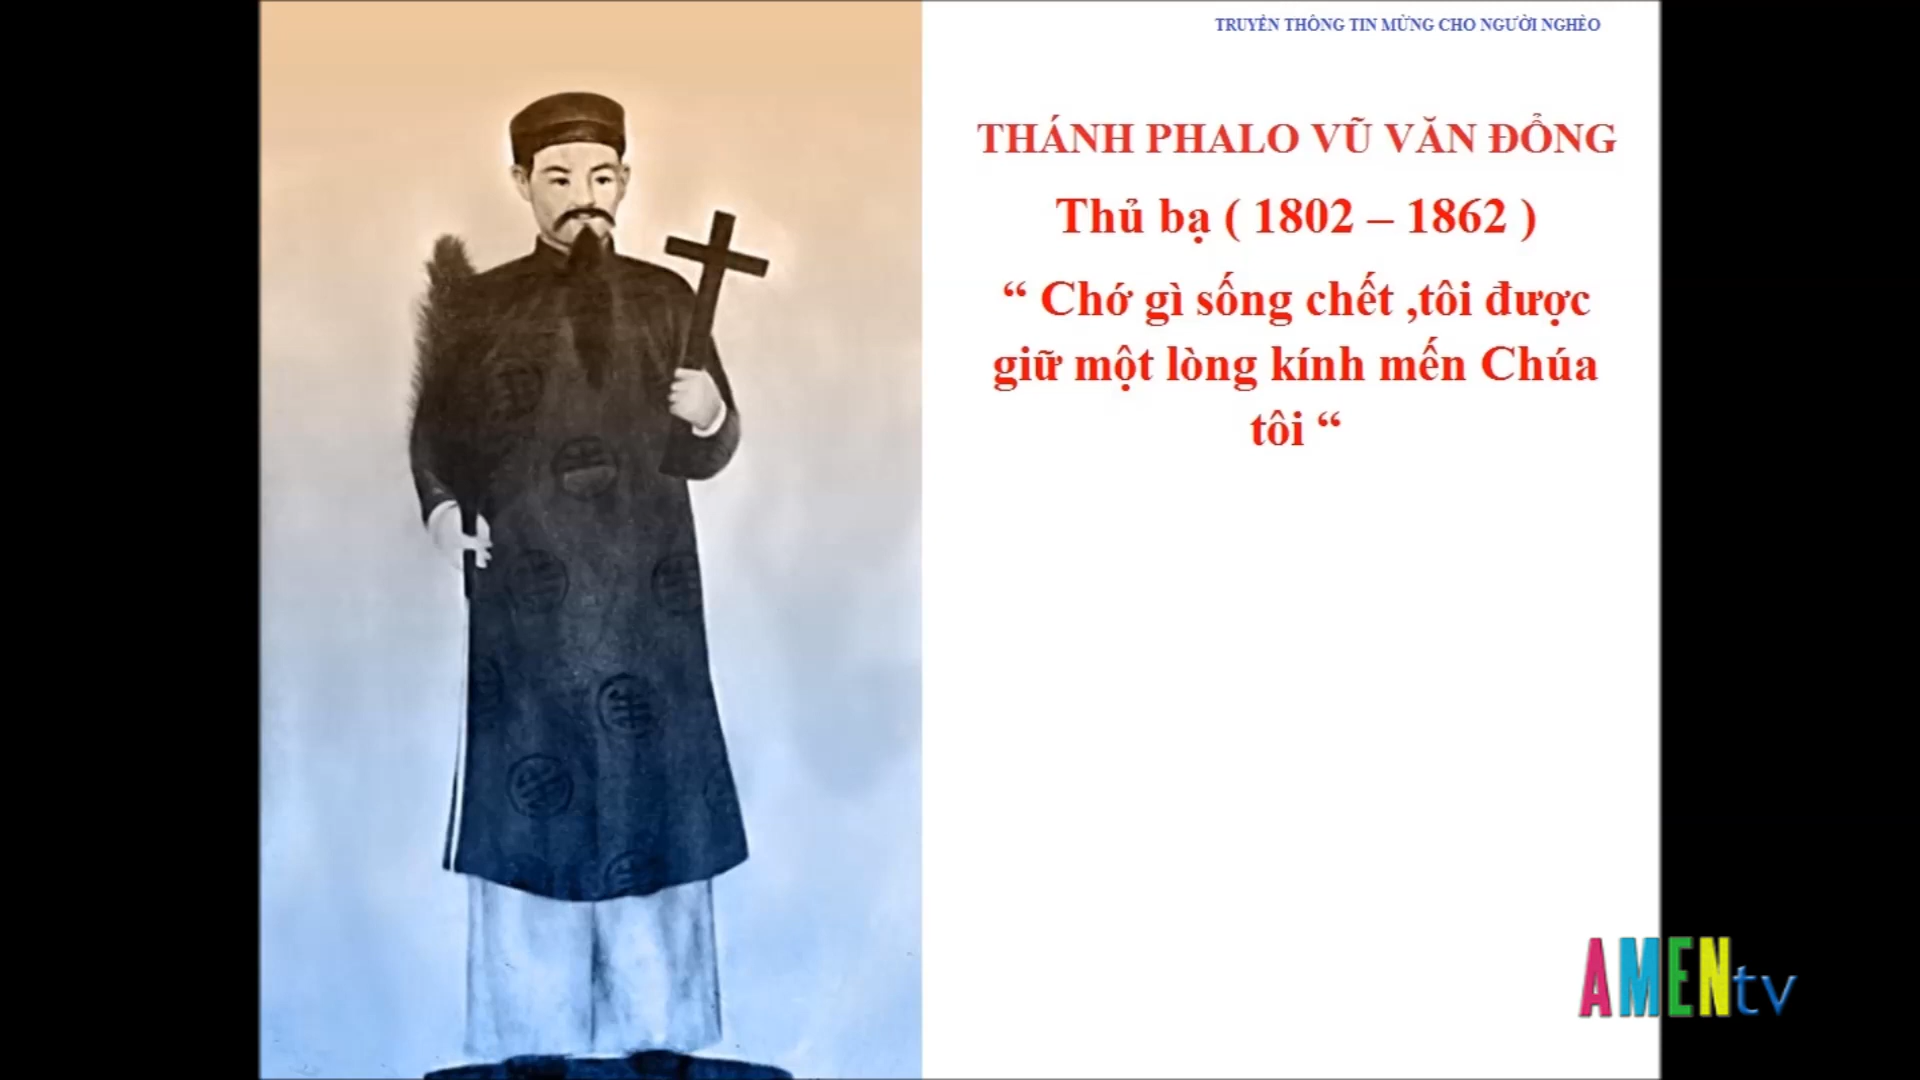 TRUYỀN THÔNG TIN MỪNG CHO NGƯỜI NGHÈO
THÁNH PHALO VŨ VĂN ĐỔNG
Thủ bạ ( 1802 – 1862 )
“ Chớ gì sống chết ,tôi được
giữ một lòng kính mến Chúa
tôi “
AMENtv